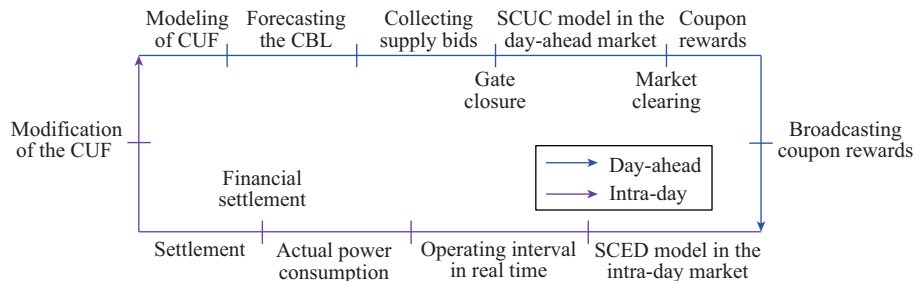 Modeling
of CUF
Forecasting
the CBL
Collecting
supply bids
SCUC model in the
day-ahead market
Coupon
rewards
Gate
closure
Market
clearing
Modification
of the CUF
Broadcasting
coupon rewards
Day-ahead
Intra-day
Financial
settlement
Settlement
Actual power
consumption
Operating interval
in real time
SCED model in the
intra-day market